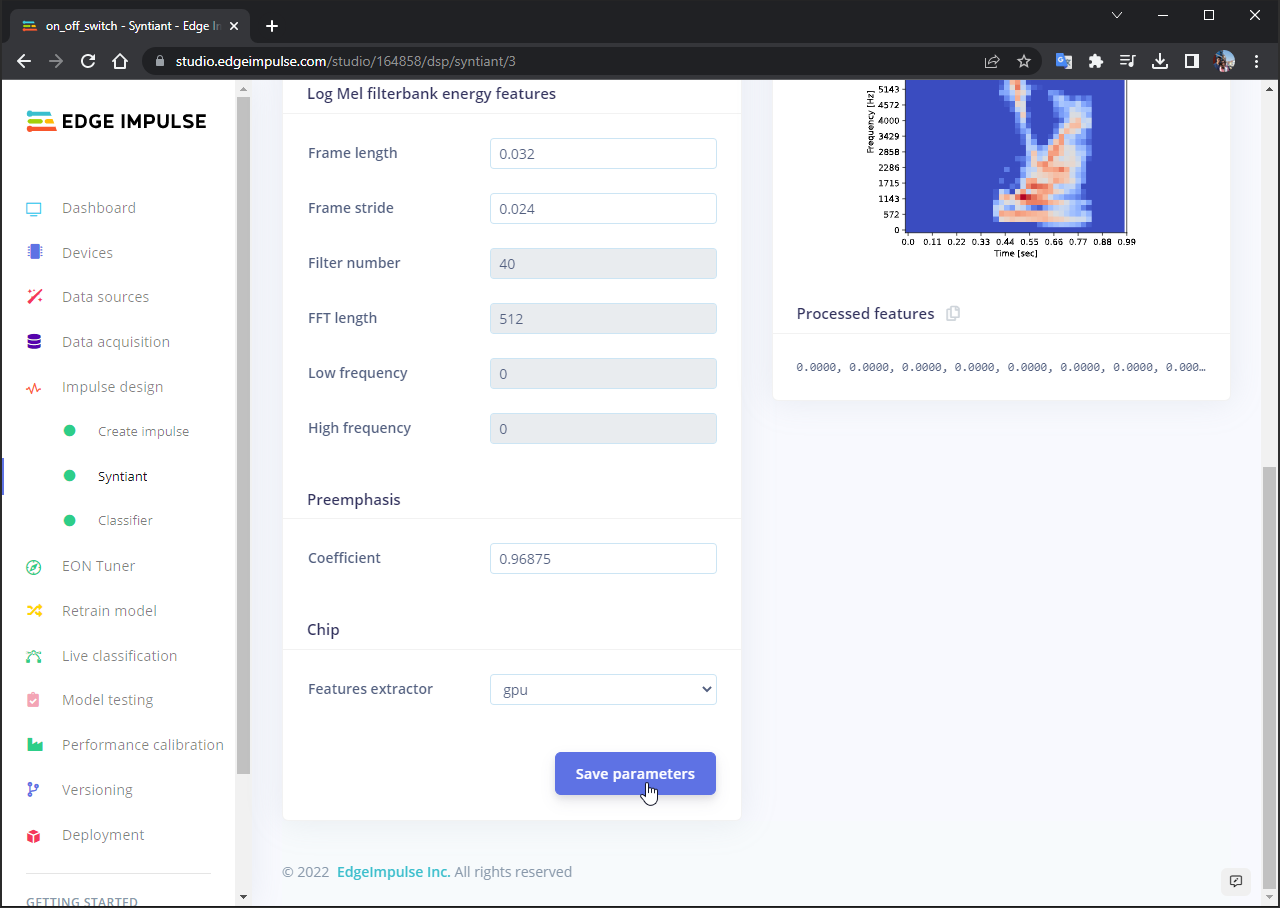 on_off_switch - Syntiant - Edge In
studio.edgeimpulse.com/studio/164858/dsp/syntiant/3
EDGE IMPULSE
Dashboard
Devices
Data sources
Data acquisition
Impulse design
Create impulse
Syntiant
Classifier
EON Tuner
Retrain model
Live classification
Model testing
Performance calibration
Versioning
Deployment
GETTING STARTED
Log Mel filterbank energy features
Frame length 0.032
Frame stride 0.024
Filter number 40
FFT length 512
Low frequency 0
High frequency 0
Preemphasis
Coefficient 0.96875
Chip
Features extractor gpu
Save parameters
Frequency [Hz]
5143
4572
4000
3429
2858
2286
1715
1143
572
0
0.0 0.11 0.22 0.33 0.44 0.55 0.66 0.77 0.88 0.99
Time [sec]
Processed features
0.0000, 0.0000, 0.0000, 0.0000, 0.0000, 0.0000, 0.0000, 0.000…
© 2022 EdgeImpulse Inc. All rights reserved